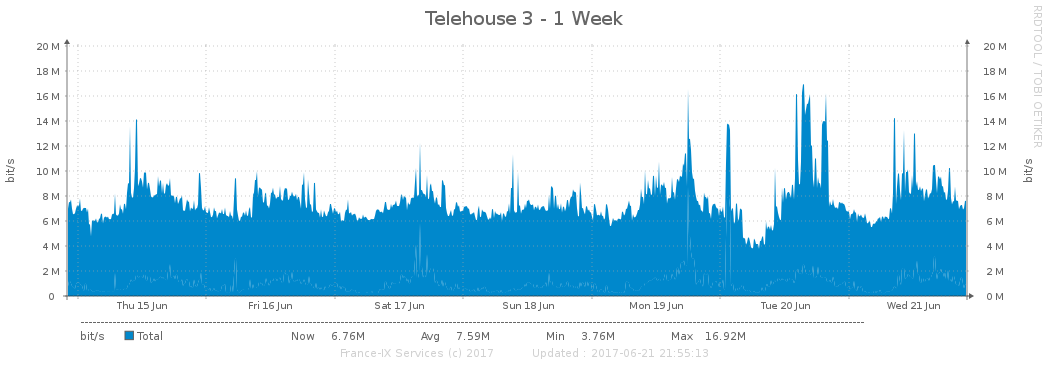 Telehouse 3 - 1 Week
RRDTOOL / TOBI OETIKER
20 M 20 M
18 M 18 M
16 M 16 M
14 M 14 M
12 M 12 M
10 M 10 M
8 M 8 M
6 M 6 M
4 M 4 M
2 M 2 M
0 0 M
bit/s bit/s
Thu 15 Jun Fri 16 Jun Sat 17 Jun Sun 18 Jun Mon 19 Jun Tue 20 Jun Wed 21 Jun
bit/s Total Now 6.76M Avg 7.59M Min 3.76M Max 16.92M
France-IX Services (c) 2017 Updated : 2017-06-21 21:55:13